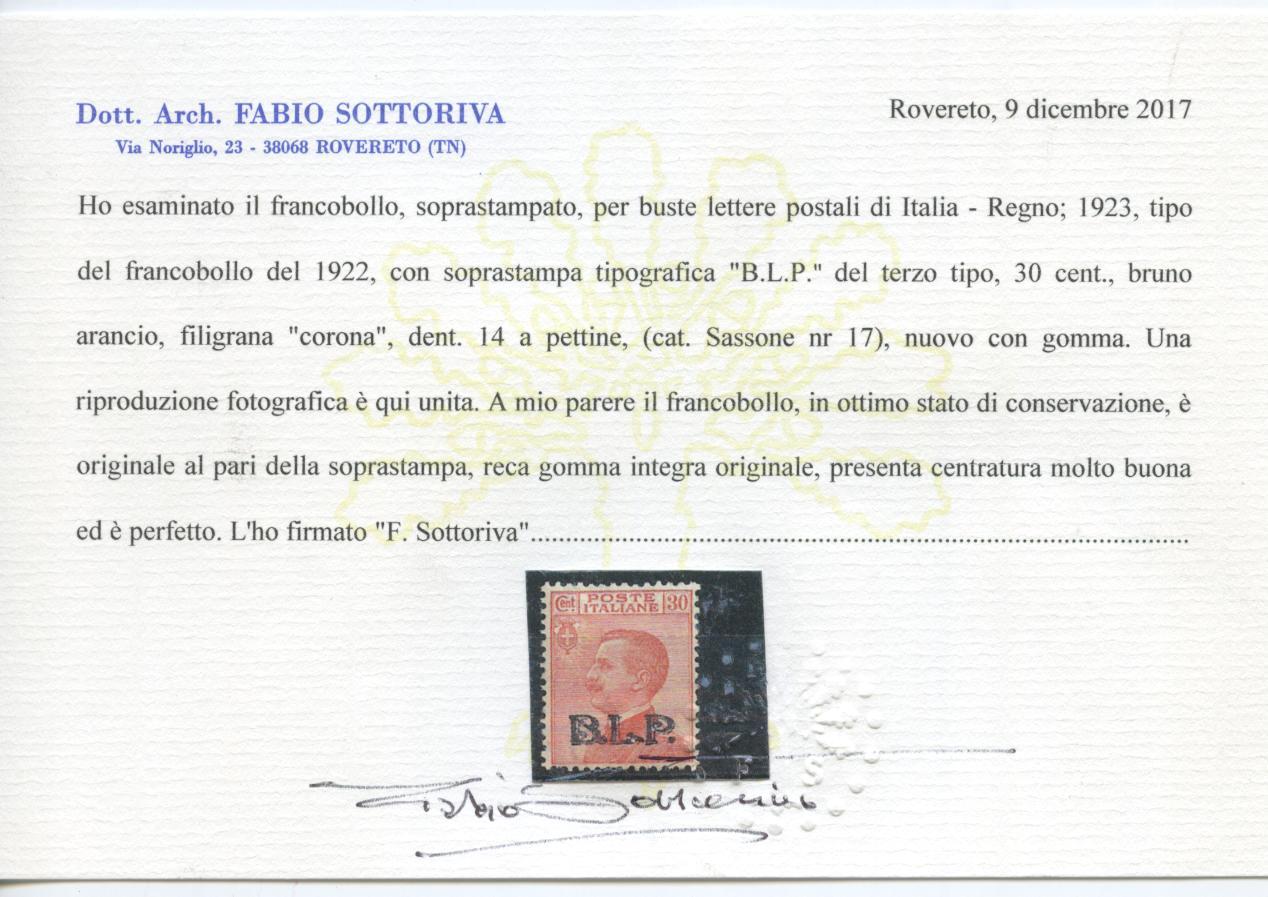 Dott. Arch. FABIO SOTTORIVA
Via Noriglio, 23 - 38068 ROVERETO (TN)
Rovereto, 9 dicembre 2017
Ho esaminato il francobollo, soprastampato, per buste lettere postali di Italia - Regno; 1923, tipo
del francobollo del 1922, con soprastampa tipografica "B.L.P." del terzo tipo, 30 cent., bruno
arancio, filigrana "corona", dent. 14 a pettine, (cat. Sassone nr 17), nuovo con gomma. Una
riproduzione fotografica è qui unita. A mio parere il francobollo, in ottimo stato di conservazione, è
originale al pari della soprastampa, reca gomma integra originale, presenta centratura molto buona
ed è perfetto. L'ho firmato "F. Sottoriva"...............................................................................................
Cent POSTE ITALIANE 30
B.L.P.
F S
Fabio Sottoriva